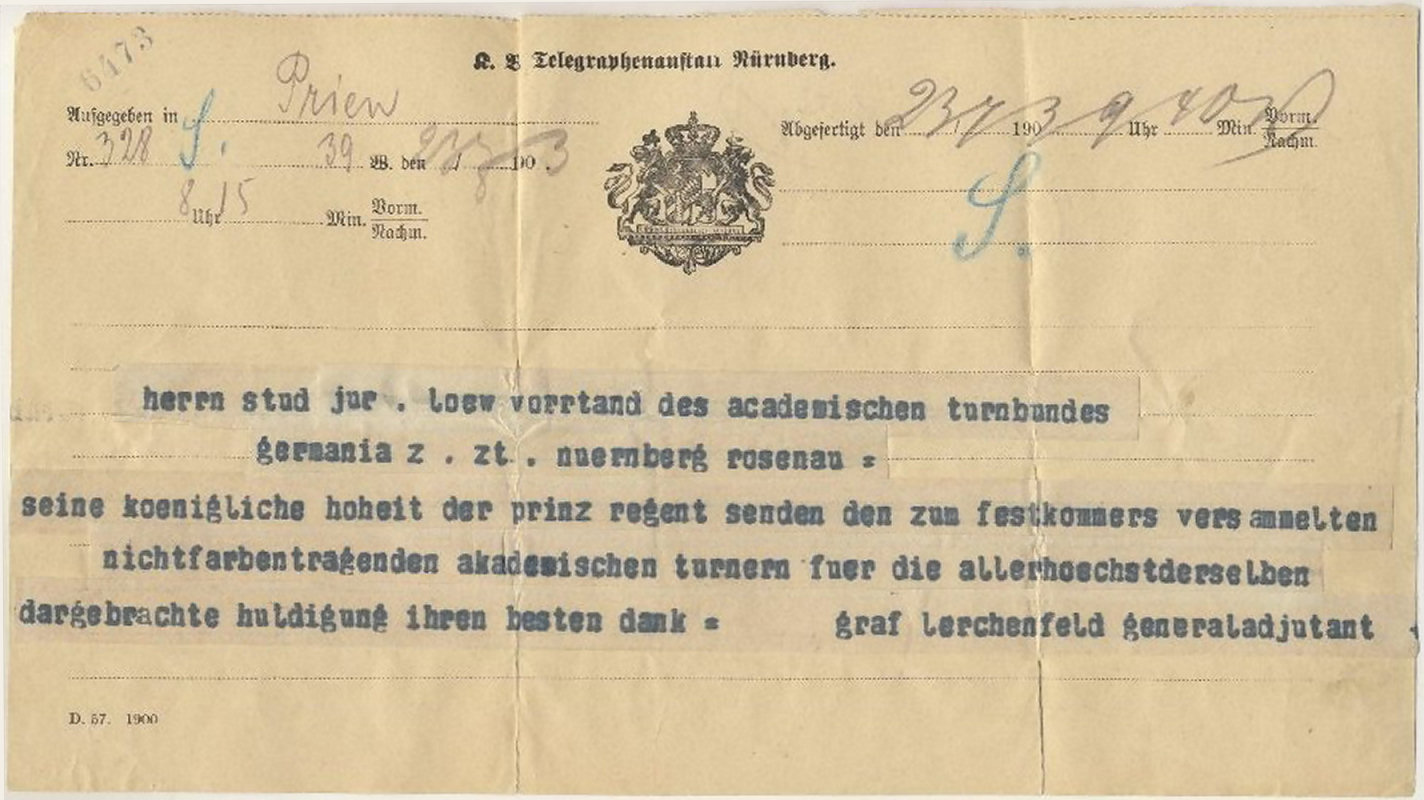 6473
K. B. Telegraphenanstalt Nürnberg.
Aufgegeben in Prien
Abgefertigt den 23/7 1903 9 Uhr 40 Min. Vorm. Nachm.
Nr. 328 S. 39 W. den 23/7 1903.
8 Uhr 15 Min. Vorm. Nachm.
S.
herrn stud jur . loew vorrtand des academischen turnbundes
germania z . zt . nuernberg rosenau =
seine koenigliche hoheit der prinz regent senden den zum festkommers versammelten
nichtfarbentragenden akademischen turnern fuer die allerhoechstderselben
dargebrachte huldigung ihren besten dank = graf lerchenfeld generaladjutant
D. 57. 1900